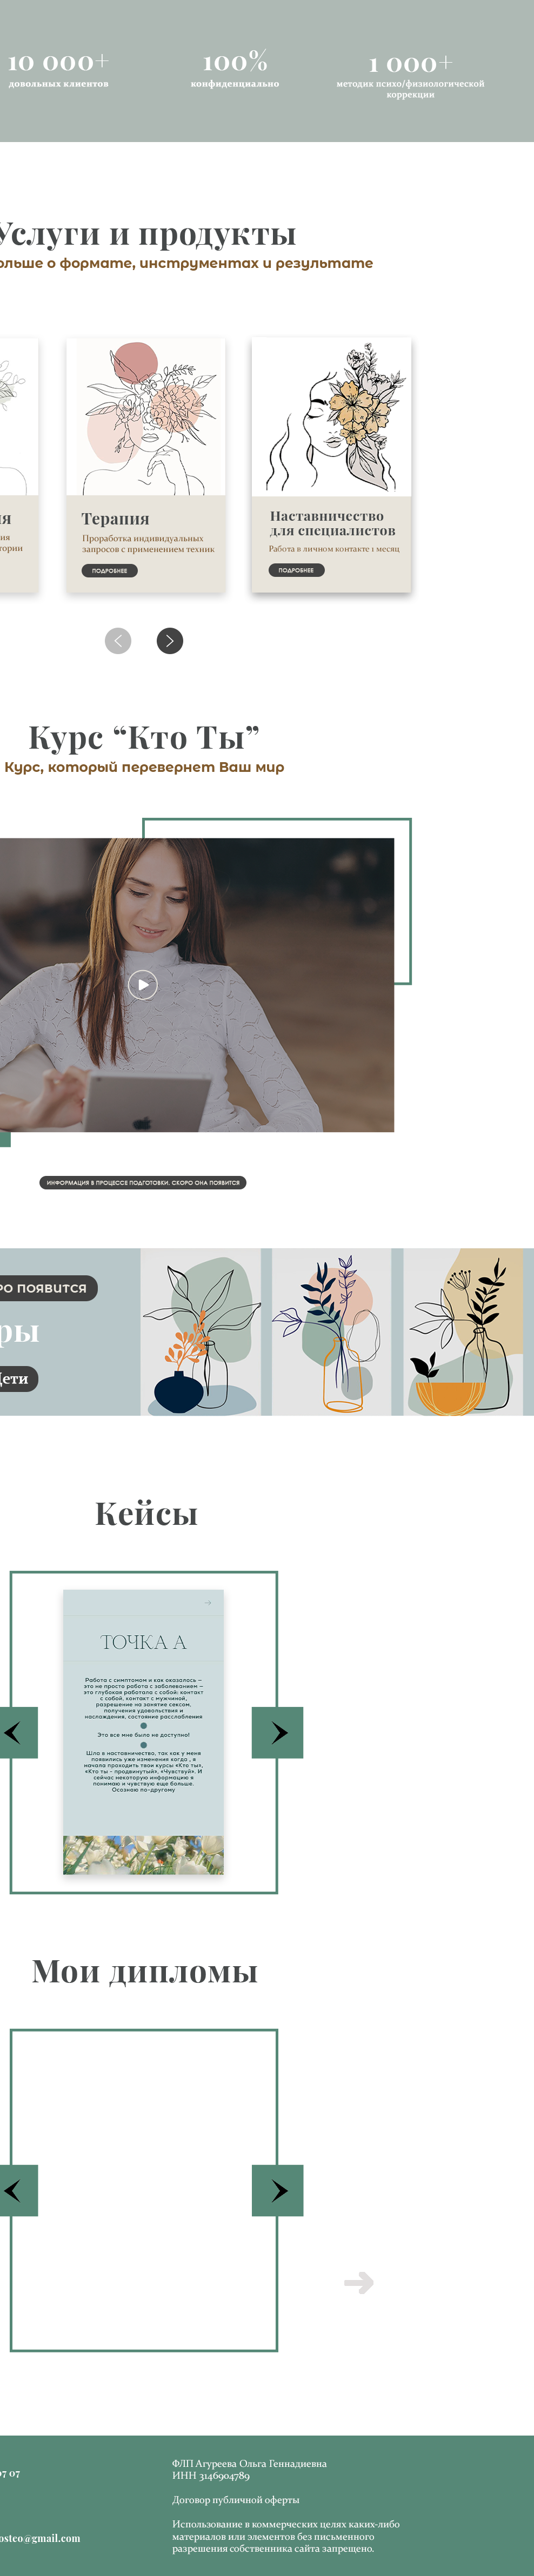 10 000+
довольных клиентов
100%
конфиденциально
1 000+
методик психо/физиологической
коррекции
Услуги и продукты
ольше о формате, инструментах и результате
ия
ия
тории
Терапия
Проработка индивидуальных
запросов с применением техник
ПОДРОБНЕЕ
Наставничество
для специалистов
Работа в личном контакте 1 месяц
ПОДРОБНЕЕ
Курс “Кто Ты”
Курс, который перевернет Ваш мир
ИНФОРМАЦИЯ В ПРОЦЕССЕ ПОДГОТОВКИ, СКОРО ОНА ПОЯВИТСЯ
РО ПОЯВИТСЯ
ры
Дети
Кейсы
ТОЧКА А
Работа с симптомом и как оказалось –
это не просто работа с заболеванием –
это глубокая работала с собой: контакт
с собой, контакт с мужчиной,
разрешение на занятие сексом,
получения удовольствия и
наслаждения, состояние расслабления
Это все мне было не доступно!
Шла в наставничество, так как у меня
появились уже изменения когда , я
начала проходить твои курсы «Кто ты»,
«Кто ты – продвинутый», «Чувствуй». И
сейчас некоторую информацию я
понимаю и чувствую еще больше.
Осознаю по-другому
Мои дипломы
07 07
ostco@gmail.com
ФЛП Агуреева Ольга Геннадиевна
ИНН 3146904789
Договор публичной оферты
Использование в коммерческих целях каких-либо
материалов или элементов без письменного
разрешения собственника сайта запрещено.